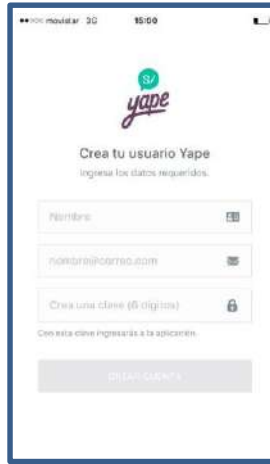 movistar 3G 15:00
S/
yape
Crea tu usuario Yape
Ingresa los datos requeridos.
Nombre
nombre@correo.com
Crea una clave (6 dígitos)
Con esta clave ingresarás a la aplicación.
CREAR CUENTA